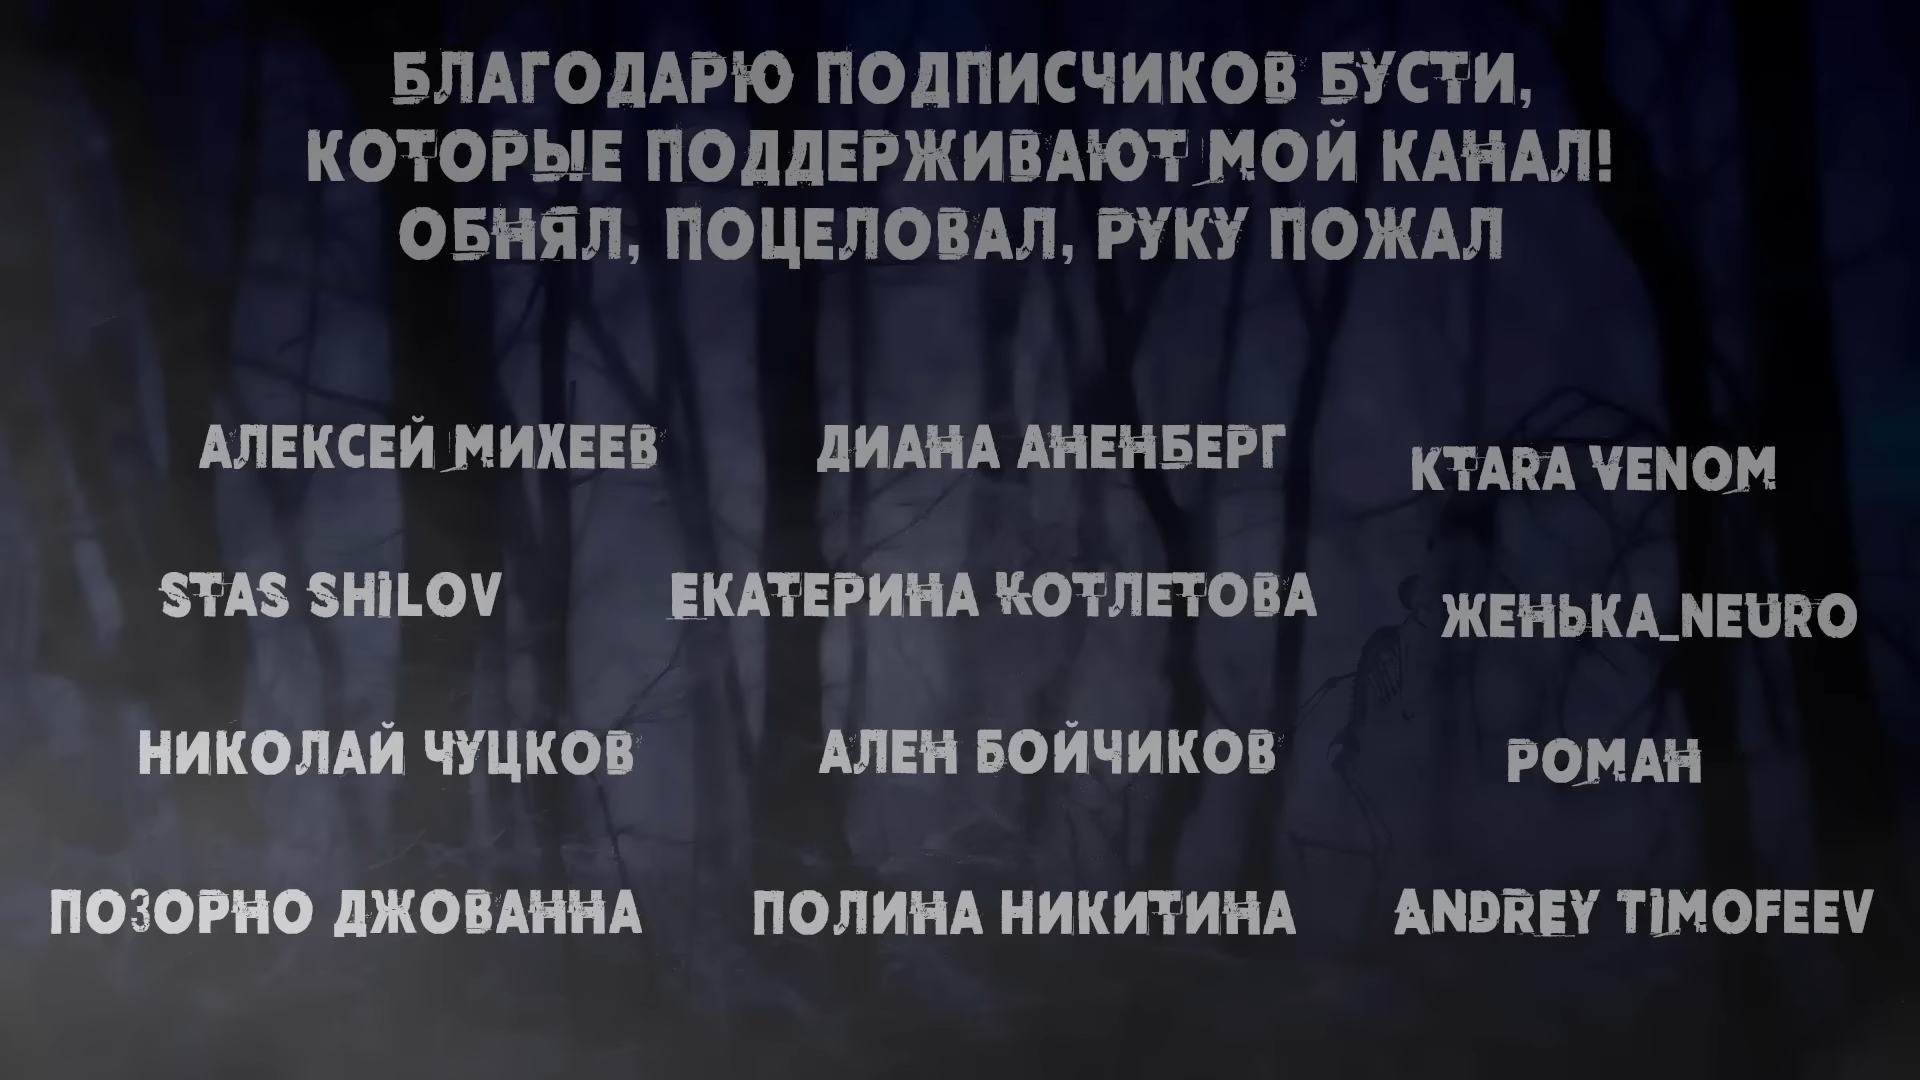 БЛАГОДАРЮ ПОДПИСЧИКОВ БУСТИ,
КОТОРЫЕ ПОДДЕРЖИВАЮТ МОЙ КАНАЛ!
ОБНЯЛ, ПОЦЕЛОВАЛ, РУКУ ПОЖАЛ
АЛЕКСЕЙ МИХЕЕВ
ДИАНА АНЕНБЕРГ
KTARA VENOM
STAS SHILOV
ЕКАТЕРИНА КОТЛЕТОВА
ЖЕНЬКА_NEURO
НИКОЛАЙ ЧУЦКОВ
АЛЕН БОЙЧИКОВ
РОМАН
ПОЗОРНО ДЖОВАННА
ПОЛИНА НИКИТИНА
ANDREY TIMOFEEV